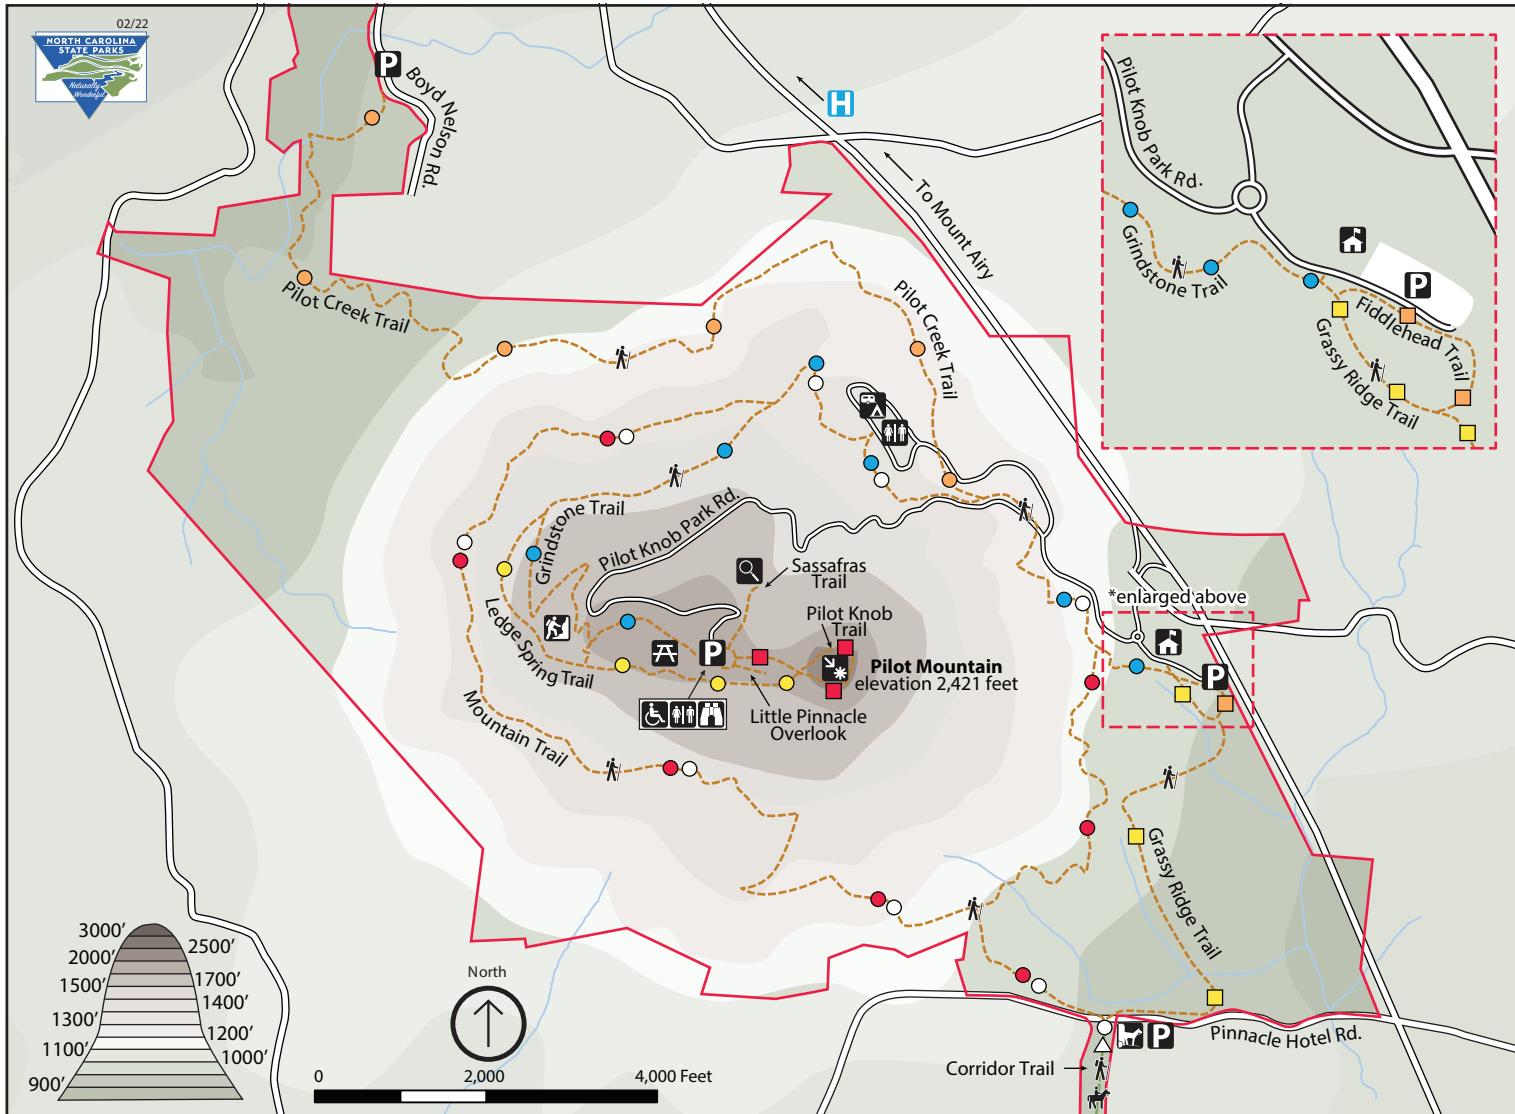 02/22
NORTH CAROLINA
STATE PARKS
Naturally
Wonderful
P
Boyd Nelson Rd.
H
To Mount Airy
Pilot Creek Trail
Pilot Creek Trail
Pilot Knob Park Rd.
Grindstone Trail
P
Fiddlehead Trail
Grassy Ridge Trail
Grindstone Trail
Pilot Knob Park Rd.
Sassafras
Trail
Pilot Knob
Trail
*enlarged above
Ledge Spring Trail
P
Pilot Mountain
elevation 2,421 feet
P
Little Pinnacle
Overlook
Mountain Trail
Grassy Ridge Trail
3000'
2500'
2000'
1700'
1500'
1400'
1300'
1200'
1100'
1000'
900'
North
0
2,000
4,000 Feet
P
Pinnacle Hotel Rd.
Corridor Trail